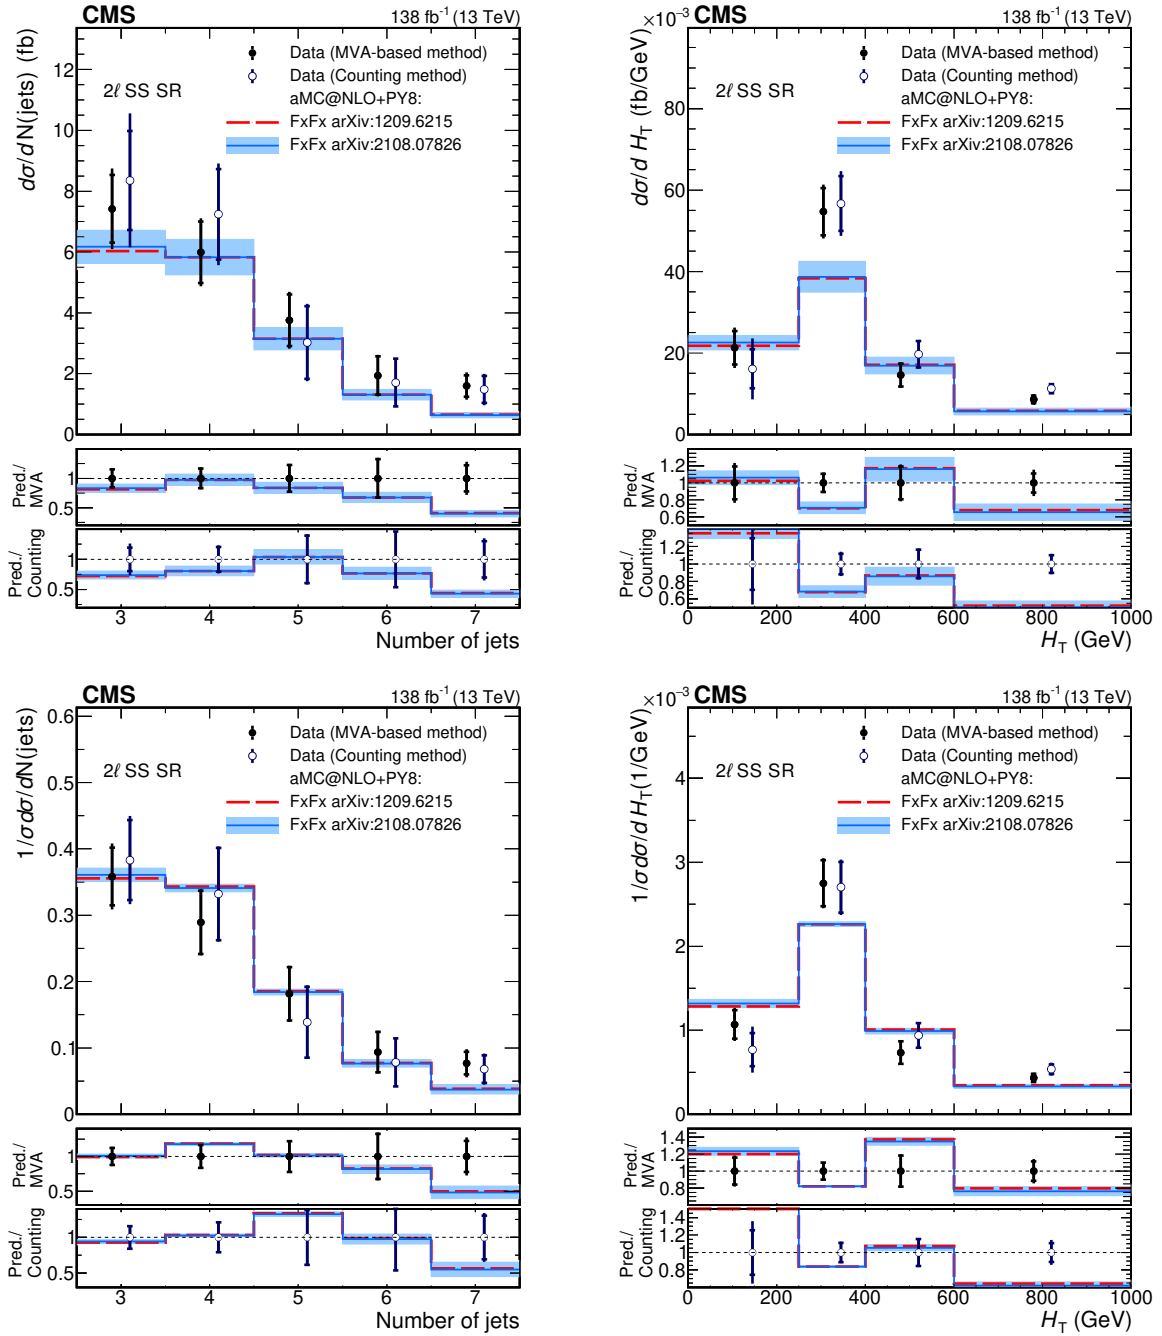 CMS
138 fb⁻¹ (13 TeV)
dσ/dN(jets) (fb)
Data (MVA-based method)
Data (Counting method)
aMC@NLO+PY8:
FxFx arXiv:1209.6215
FxFx arXiv:2108.07826
2ℓ SS SR
12
10
8
6
4
2
0
Pred./
MVA
1
0.5
Pred./
Counting
1
0.5
3 4 5 6 7
Number of jets
×10⁻³
CMS
138 fb⁻¹ (13 TeV)
dσ/d H_T (fb/GeV)
Data (MVA-based method)
Data (Counting method)
aMC@NLO+PY8:
FxFx arXiv:1209.6215
FxFx arXiv:2108.07826
2ℓ SS SR
80
60
40
20
0
Pred./
MVA
1.2
1
0.8
0.6
Pred./
Counting
1.2
1
0.8
0.6
0 200 400 600 800 1000
H_T (GeV)
CMS
138 fb⁻¹ (13 TeV)
1/σdσ/dN(jets)
Data (MVA-based method)
Data (Counting method)
aMC@NLO+PY8:
FxFx arXiv:1209.6215
FxFx arXiv:2108.07826
2ℓ SS SR
0.6
0.5
0.4
0.3
0.2
0.1
0
Pred./
MVA
1
0.5
Pred./
Counting
1
0.5
3 4 5 6 7
Number of jets
×10⁻³
CMS
138 fb⁻¹ (13 TeV)
1/σdσ/d H_T(1/GeV)
Data (MVA-based method)
Data (Counting method)
aMC@NLO+PY8:
FxFx arXiv:1209.6215
FxFx arXiv:2108.07826
2ℓ SS SR
4
3
2
1
0
Pred./
MVA
1.4
1.2
1
0.8
Pred./
Counting
1.4
1.2
1
0.8
0 200 400 600 800 1000
H_T (GeV)